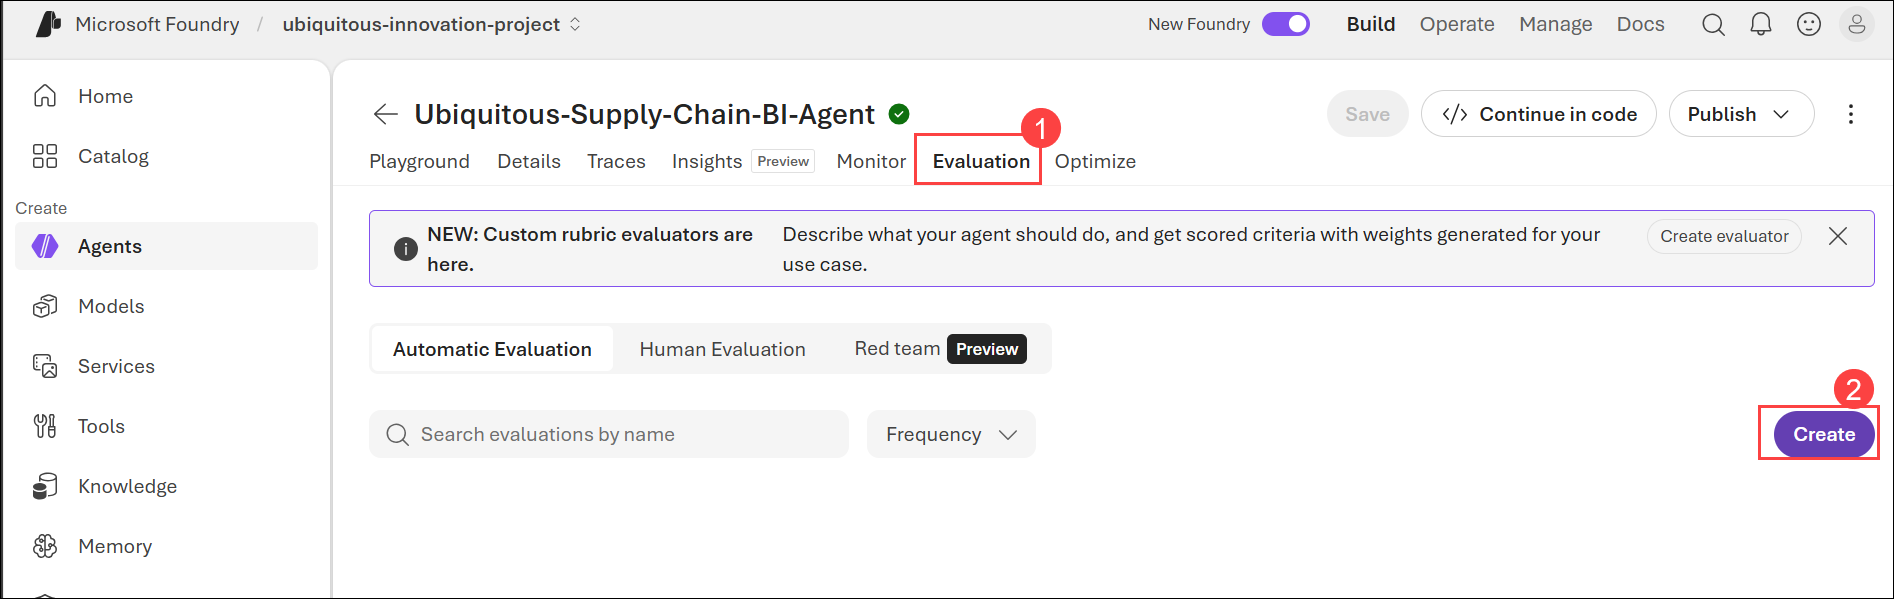 Microsoft Foundry / ubiquitous-innovation-project New Foundry Build Operate Manage Docs
Home
Catalog
Create
Agents
Models
Services
Tools
Knowledge
Memory
Ubiquitous-Supply-Chain-BI-Agent Save </> Continue in code Publish
1
Playground Details Traces Insights Preview Monitor Evaluation Optimize
NEW: Custom rubric evaluators are
here.
Describe what your agent should do, and get scored criteria with weights generated for your
use case.
Create evaluator
Automatic Evaluation Human Evaluation Red team Preview
2
Search evaluations by name Frequency Create